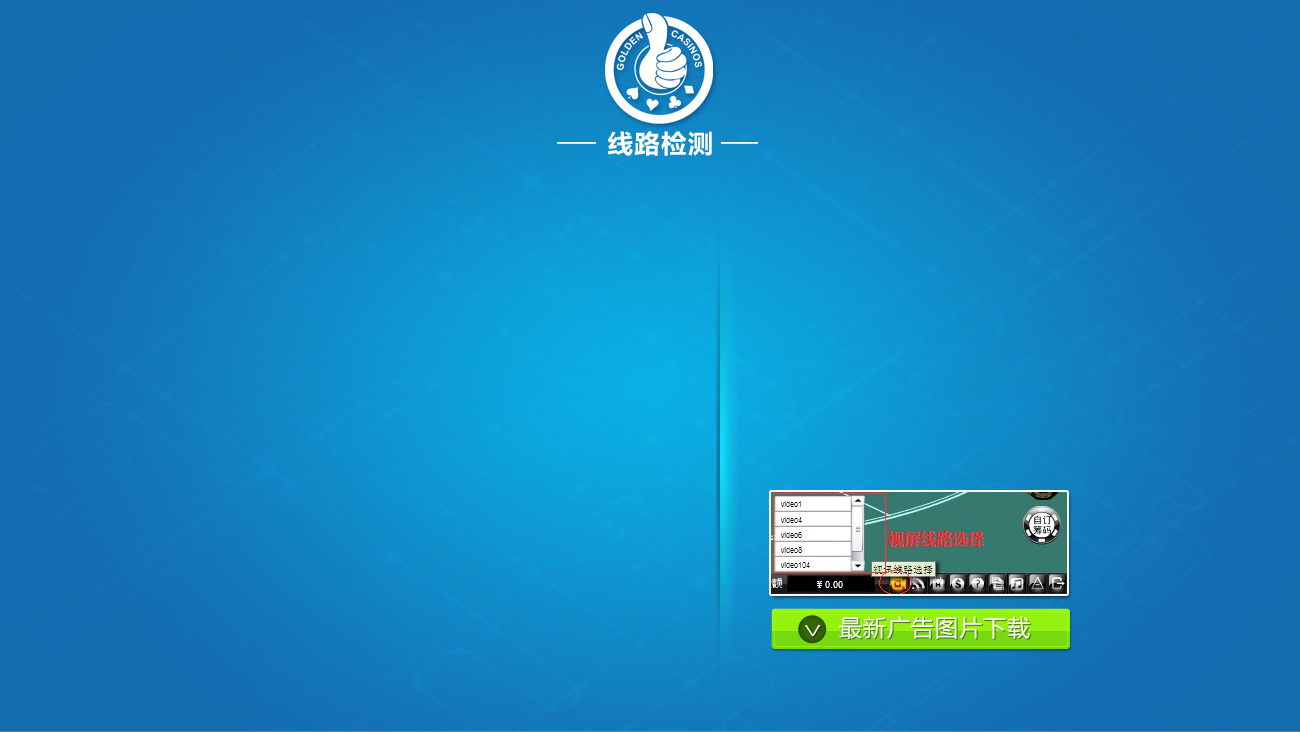 GOLDEN CASINOS
线路检测
video1
video4
video6
video8
video104
自订
筹码
视屏线路选择
视讯线路选择
额
¥ 0.00
最新广告图片下载